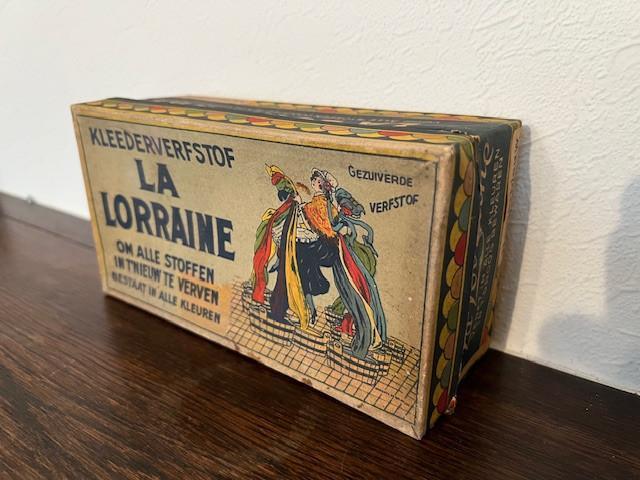 KLEEDERVERFSTOF
LA
LORRAINE
OM ALLE STOFFEN
IN T'NIEUW TE VERVEN
BESTAAT IN ALLE KLEUREN
GEZUIVERDE
VERFSTOF